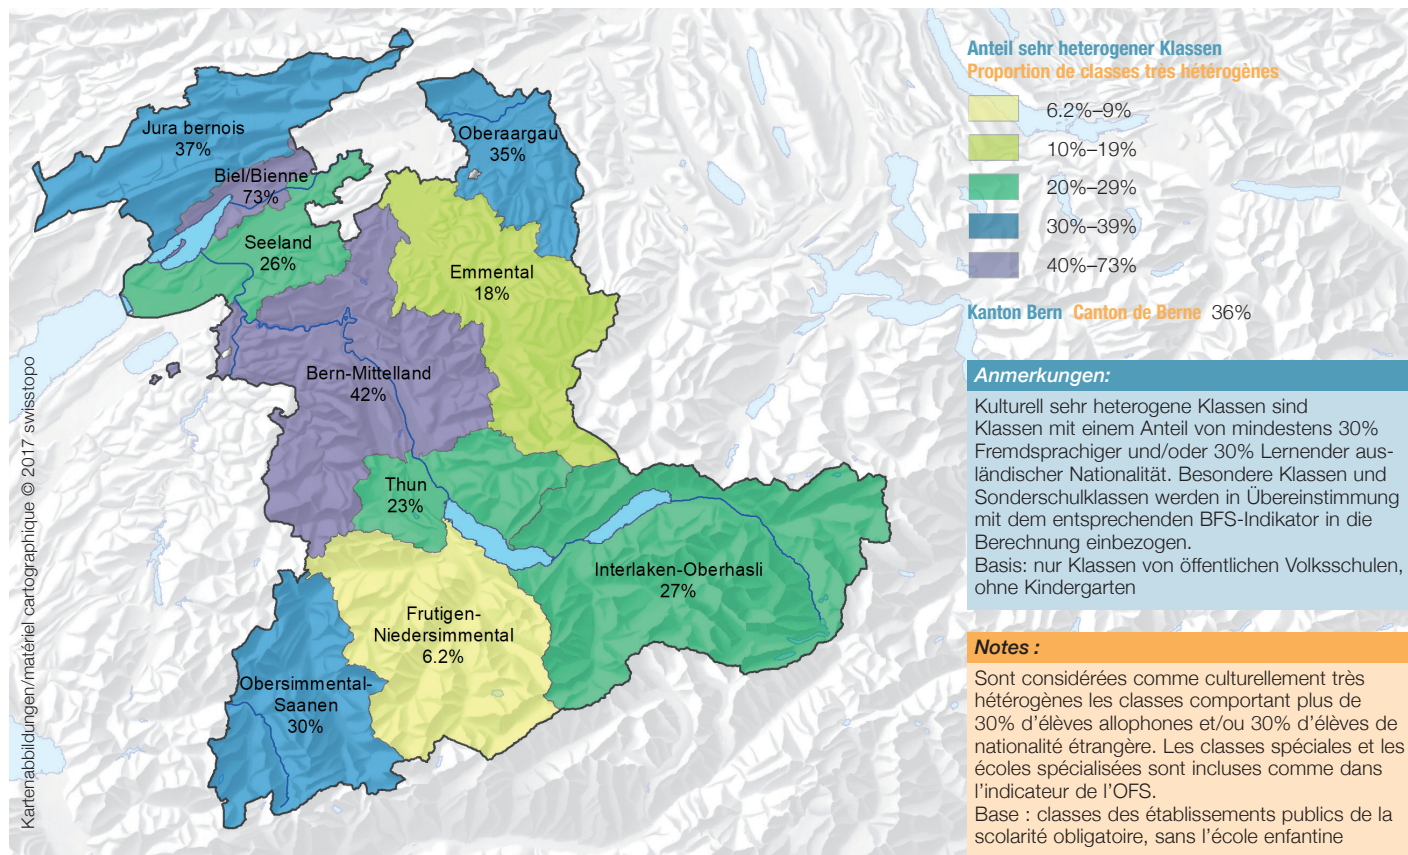 Jura bernois
37%
Oberaargau
35%
Biel/Bienne
73%
Seeland
26%
Emmental
18%
Bern-Mittelland
42%
Thun
23%
Interlaken-Oberhasli
27%
Frutigen-
Niedersimmental
6.2%
Obersimmental-
Saanen
30%
Kartenabbildungen/matériel cartographique © 2017 swisstopo
Anteil sehr heterogener Klassen
Proportion de classes très hétérogènes
6.2%–9%
10%–19%
20%–29%
30%–39%
40%–73%
Kanton Bern Canton de Berne 36%
Anmerkungen:
Kulturell sehr heterogene Klassen sind
Klassen mit einem Anteil von mindestens 30%
Fremdsprachiger und/oder 30% Lernender aus-
ländischer Nationalität. Besondere Klassen und
Sonderschulklassen werden in Übereinstimmung
mit dem entsprechenden BFS-Indikator in die
Berechnung einbezogen.
Basis: nur Klassen von öffentlichen Volksschulen,
ohne Kindergarten
Notes :
Sont considérées comme culturellement très
hétérogènes les classes comportant plus de
30% d'élèves allophones et/ou 30% d'élèves de
nationalité étrangère. Les classes spéciales et les
écoles spécialisées sont incluses comme dans
l'indicateur de l'OFS.
Base : classes des établissements publics de la
scolarité obligatoire, sans l'école enfantine